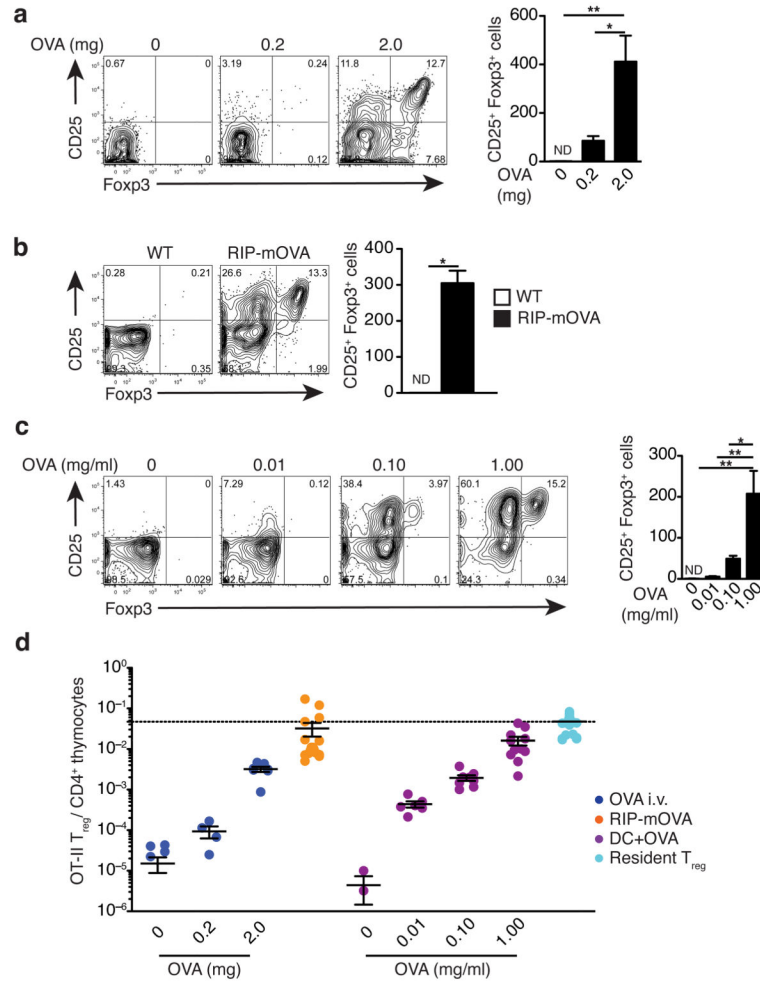 a
OVA (mg) 0 0.2 2.0
0.67 0 3.19 0.24 11.8 12.7
0 0.12 7.68
CD25
Foxp3
CD25⁺ Foxp3⁺ cells
600
400
200
0
ND
** *
OVA (mg) 0 0.2 2.0
b
WT RIP-mOVA
0.28 0.21 26.6 13.3
0.35 1.99
CD25
Foxp3
CD25⁺ Foxp3⁺ cells
400
300
200
100
0
ND
*
WT
RIP-mOVA
c
OVA (mg/ml) 0 0.01 0.10 1.00
1.43 0 7.29 0.12 38.4 3.97 60.1 15.2
0.029 0 57.5 0.1 24.3 0.34
CD25
Foxp3
CD25⁺ Foxp3⁺ cells
300
200
100
0
ND
*
**
**
OVA (mg/ml) 0 0.01 0.10 1.00
d
OT-II Treg/ CD4⁺ thymocytes
10⁰
10⁻¹
10⁻²
10⁻³
10⁻⁴
10⁻⁵
10⁻⁶
0 0.2 2.0 0 0.01 0.10 1.00
OVA (mg) OVA (mg/ml)
OVA i.v.
RIP-mOVA
DC+OVA
Resident Treg